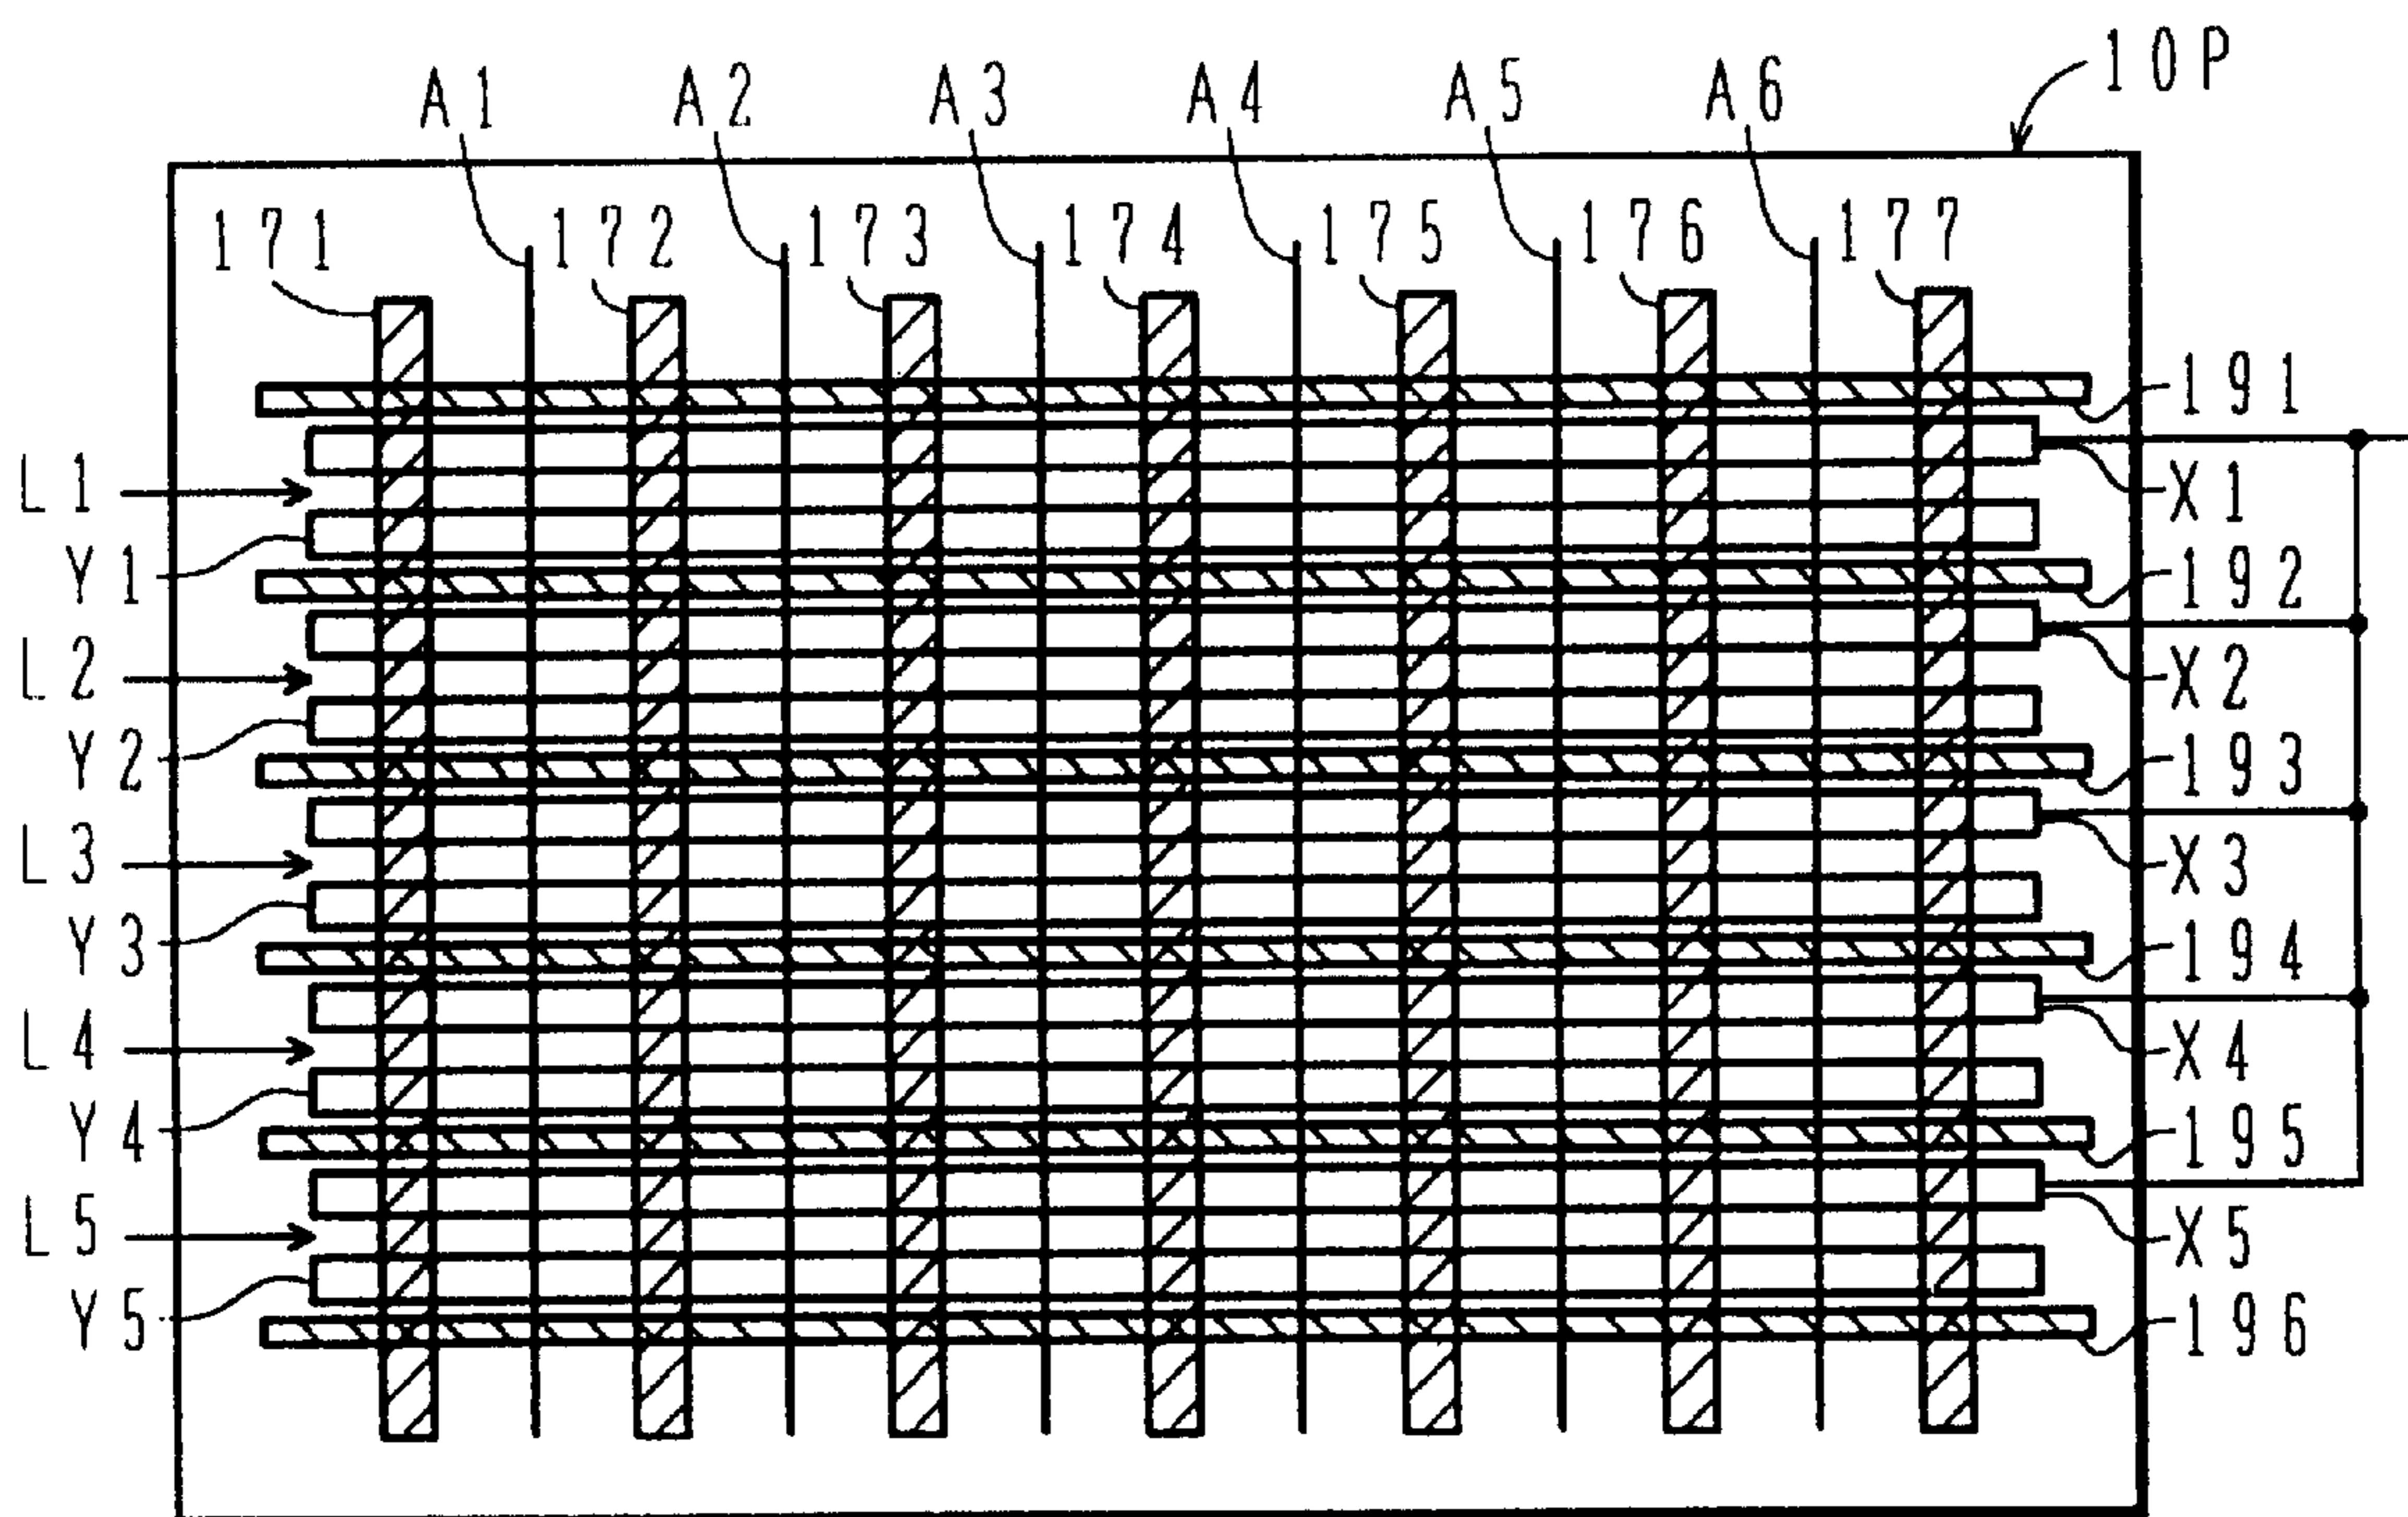 10P
A1 A2 A3 A4 A5 A6
171 172 173 174 175 176 177
191
L1 X1
Y1 192
L2 X2
Y2 193
L3 X3
Y3 194
L4 X4
Y4 195
L5 X5
Y5 196